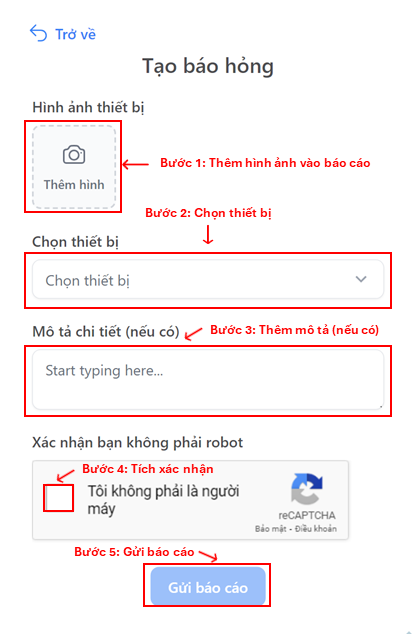 Trở về
Tạo báo hỏng
Hình ảnh thiết bị
Thêm hình
Bước 1: Thêm hình ảnh vào báo cáo
Bước 2: Chọn thiết bị
Chọn thiết bị
Chọn thiết bị
Mô tả chi tiết (nếu có)
Bước 3: Thêm mô tả (nếu có)
Start typing here...
Xác nhận bạn không phải robot
Bước 4: Tích xác nhận
Tôi không phải là người
máy
reCAPTCHA
Bảo mật - Điều khoản
Bước 5: Gửi báo cáo
Gửi báo cáo